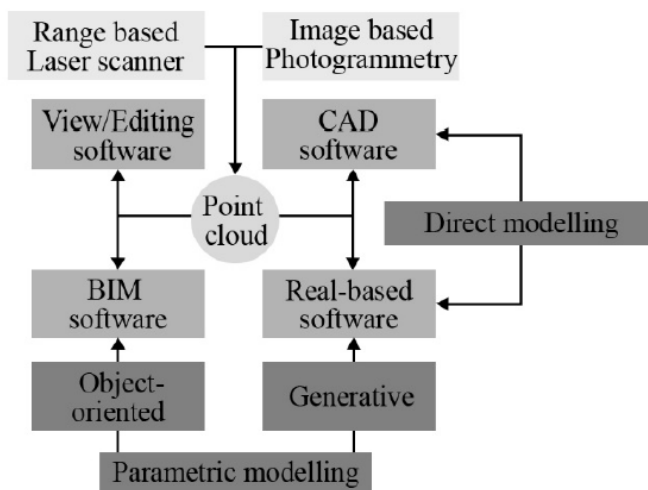 Range based
Laser scanner
Image based
Photogrammetry
View/Editing
software
CAD
software
Point
cloud
Direct modelling
BIM
software
Real-based
software
Object-
oriented
Generative
Parametric modelling